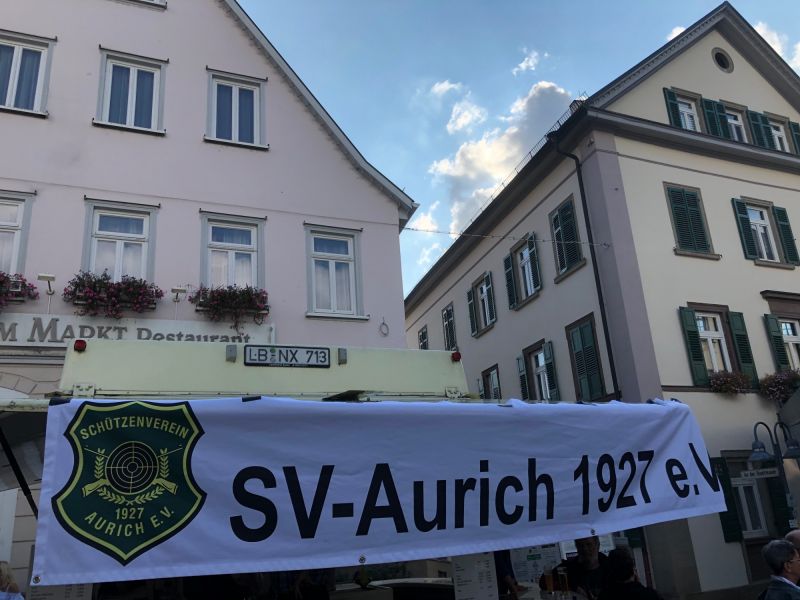 M MARKT Restaurant
LB NX 713
SCHÜTZENVEREIN
1927
AURICH E.V.
SV-Aurich 1927 e.V